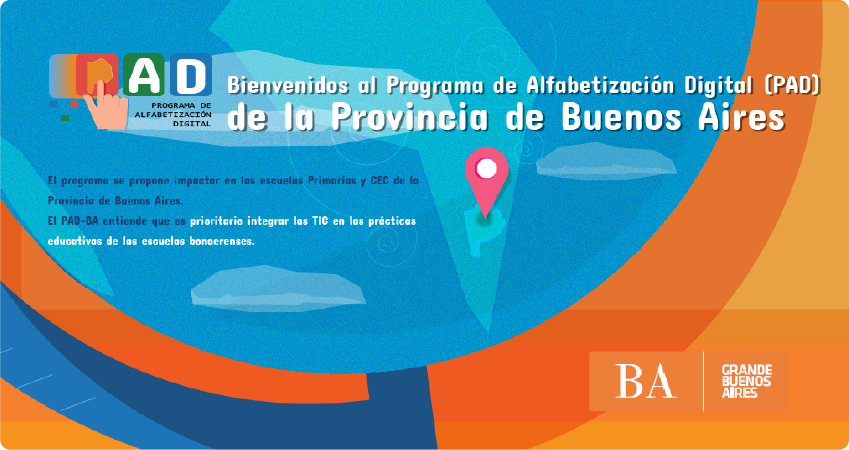 PAD
PROGRAMA DE
ALFABETIZACIÓN
DIGITAL
Bienvenidos al Programa de Alfabetización Digital (PAD)
de la Provincia de Buenos Aires
El programa se propone impactar en las escuelas Primarias y CEC de la
Provincia de Buenos Aires.
El PAD-BA entiende que es prioritario integrar las TIC en las prácticas
educativas de las escuelas bonaerenses.
BA
GRANDE
BUENOS
AIRES